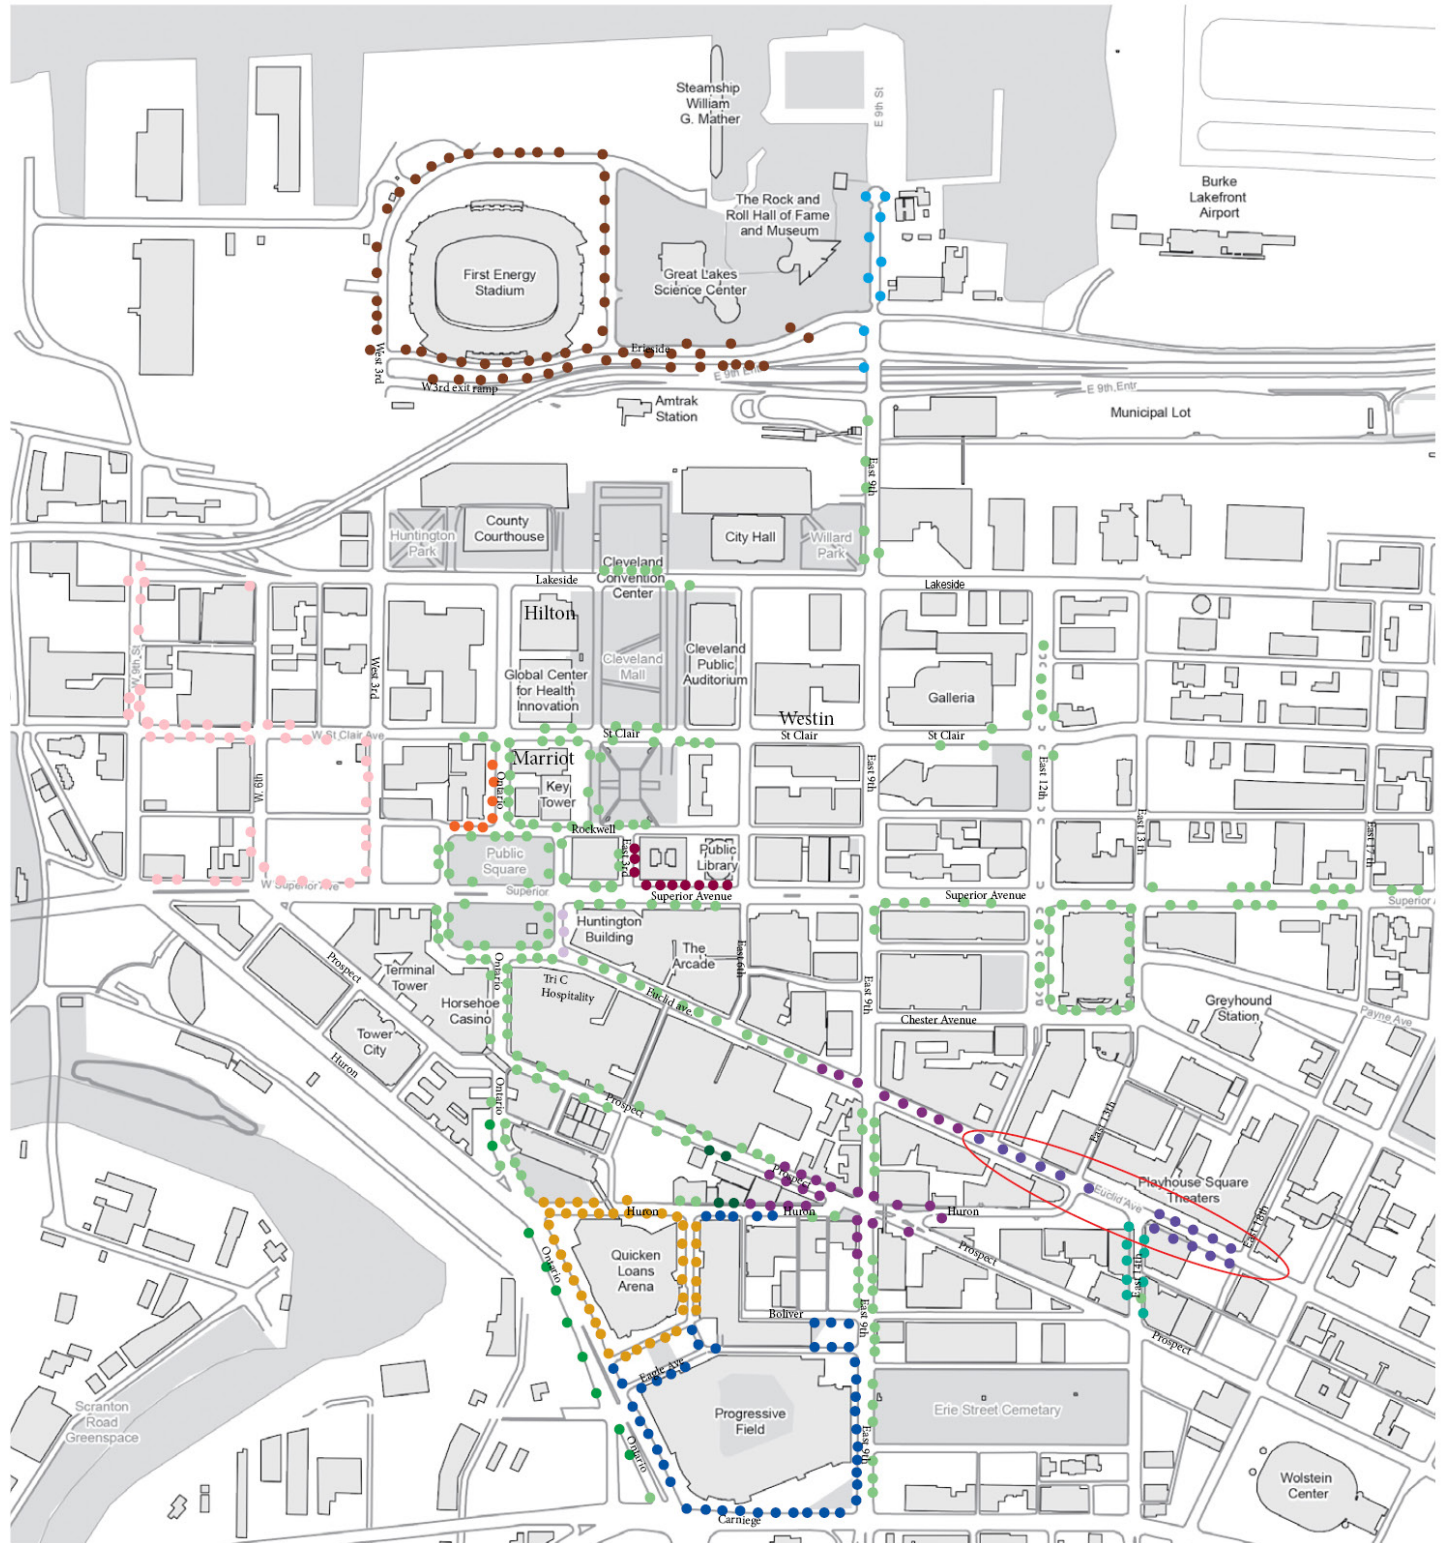 Steamship
William
G. Mather
E 9th St
Burke
Lakefront
Airport
The Rock and
Roll Hall of Fame
and Museum
First Energy
Stadium
Great Lakes
Science Center
West 3rd
Erieside
W3rd exit ramp
E 9th Entr
E 9th Entr
Amtrak
Station
Municipal Lot
East 9th
Huntington
Park
County
Courthouse
City Hall
Willard
Park
Cleveland
Convention
Center
Lakeside
Lakeside
Hilton
W 9th St
West 3rd
Global Center
for Health
Innovation
Cleveland
Mall
Cleveland
Public
Auditorium
Galleria
Westin
W St Clair Ave
St Clair
St Clair
St Clair
Marriot
W. 6th
Ontario
Key
Tower
East 9th
East 12th
Rockwell
East 13 th
East 17 th
Public
Square
East 3rd
Public
Library
W Superior Ave
Superior
Superior Avenue
Superior Avenue
Superior
Huntington
Building
The
Arcade
East 6th
Prospect
Terminal
Tower
Ontario
Tri C
Hospitality
Horsehoe
Casino
Euclid ave.
East 9th
Chester Avenue
Greyhound
Station
Payne Ave
Tower
City
Huron
Ontario
Prospect
East 13th
Prospect
Playhouse Square
Theaters
Euclid Ave
Huron
Huron
Huron
East 18th
Ontario
Quicken
Loans
Arena
Prospect
East 14th
Boliver
East 9th
Prospect
Eagle Ave
Scranton
Road
Greenspace
Progressive
Field
Erie Street Cemetary
Ontario
East 9th
Wolstein
Center
Carniege